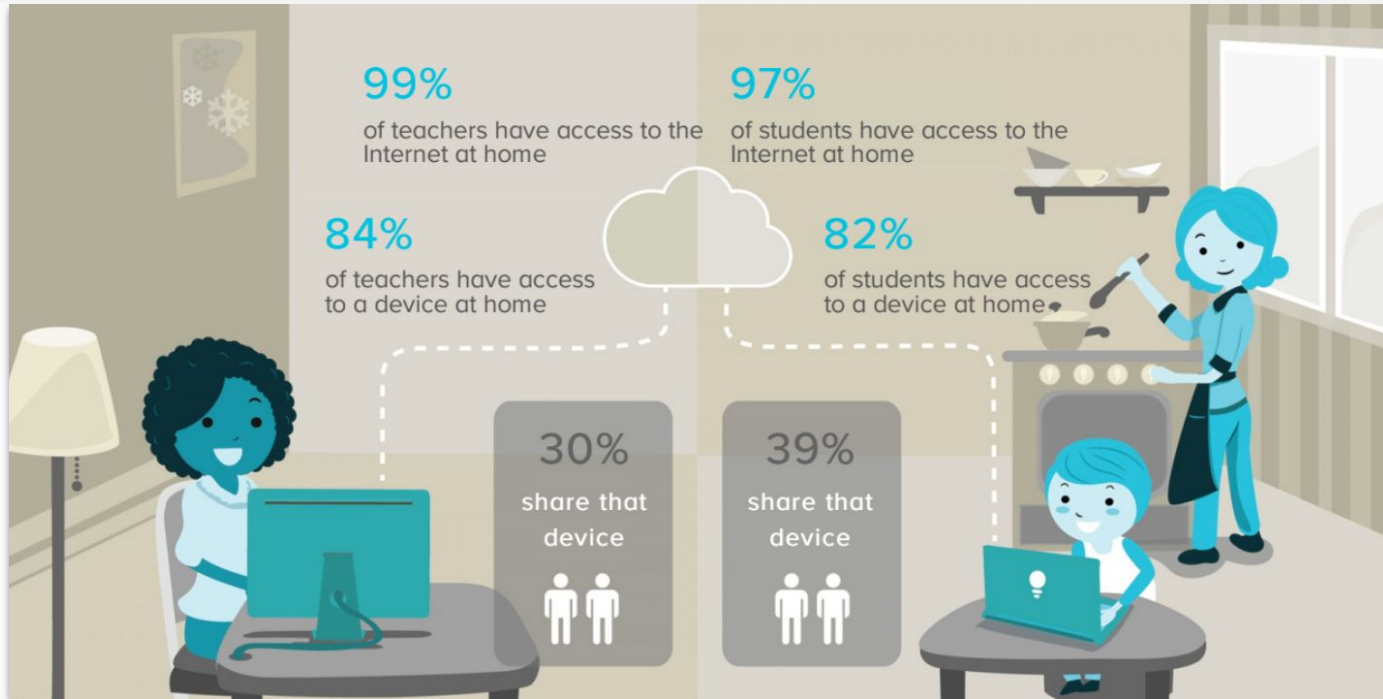 99%
of teachers have access to the
Internet at home
97%
of students have access to the
Internet at home
84%
of teachers have access
to a device at home
82%
of students have access
to a device at home
30%
share that
device
39%
share that
device